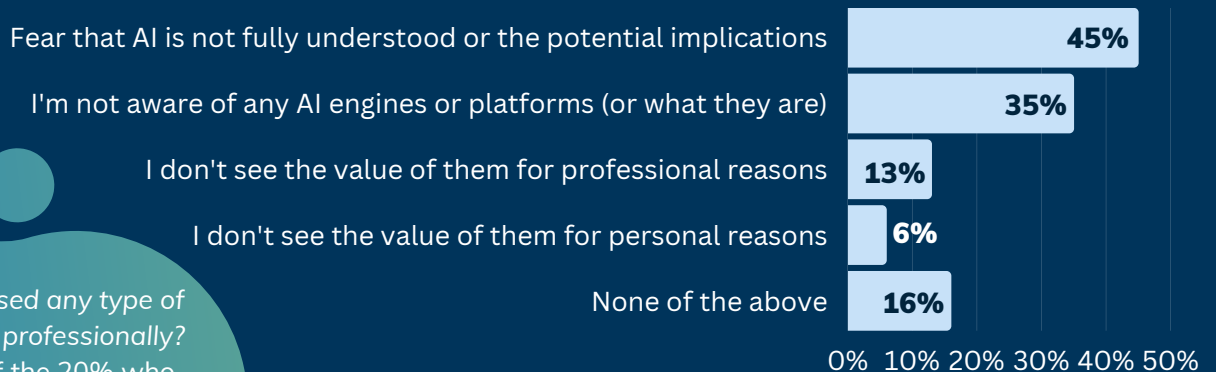 Fear that AI is not fully understood or the potential implications 45%
I'm not aware of any AI engines or platforms (or what they are) 35%
I don't see the value of them for professional reasons 13%
I don't see the value of them for personal reasons 6%
None of the above 16%
0% 10% 20% 30% 40% 50%
any type of
professionally?
the 20% who